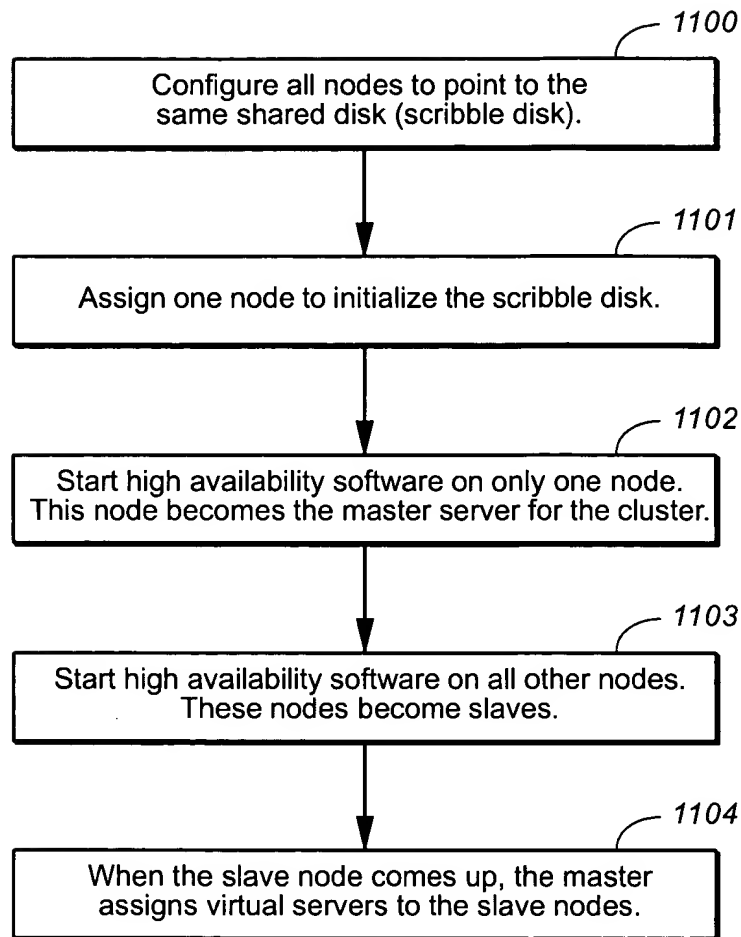 1100
Configure all nodes to point to the
same shared disk (scribble disk).
1101
Assign one node to initialize the scribble disk.
1102
Start high availability software on only one node.
This node becomes the master server for the cluster.
1103
Start high availability software on all other nodes.
These nodes become slaves.
1104
When the slave node comes up, the master
assigns virtual servers to the slave nodes.